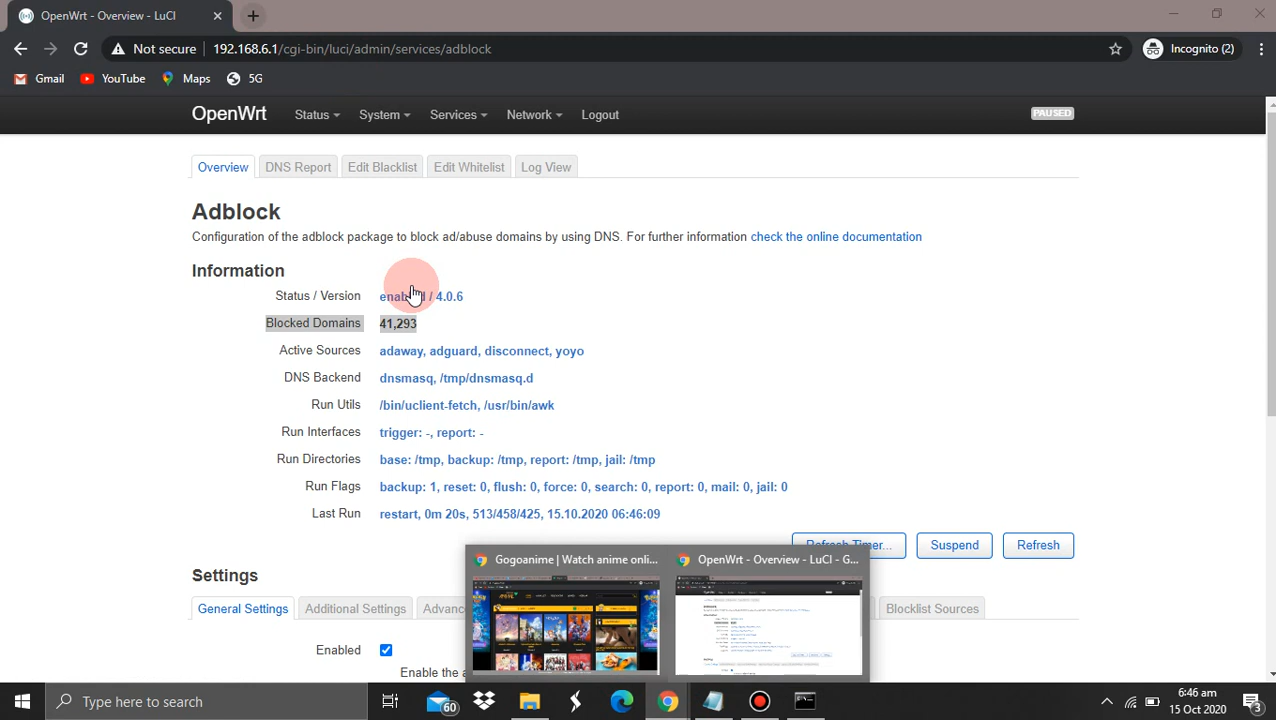 OpenWrt - Overview - LuCI
Not secure 192.168.6.1/cgi-bin/luci/admin/services/adblock Incognito (2)
Gmail YouTube Maps 5G
OpenWrt Status System Services Network Logout PAUSED
Overview DNS Report Edit Blacklist Edit Whitelist Log View
Adblock
Configuration of the adblock package to block ad/abuse domains by using DNS. For further information check the online documentation
Information
Status / Version enabled / 4.0.6
Blocked Domains 41,293
Active Sources adaway, adguard, disconnect, yoyo
DNS Backend dnsmasq, /tmp/dnsmasq.d
Run Utils /bin/uclient-fetch, /usr/bin/awk
Run Interfaces trigger: -, report: -
Run Directories base: /tmp, backup: /tmp, report: /tmp, jail: /tmp
Run Flags backup: 1, reset: 0, flush: 0, force: 0, search: 0, report: 0, mail: 0, jail: 0
Last Run restart, 0m 20s, 513/458/425, 15.10.2020 06:46:09
Refresh Timer... Suspend Refresh
Gogoanime | Watch anime onli... OpenWrt - Overview - LuCI - G...
Settings
General Settings Additional Settings Blocklist Sources
Enabled
Enable the a
Type here to search 60 6:46 am
15 Oct 2020 3